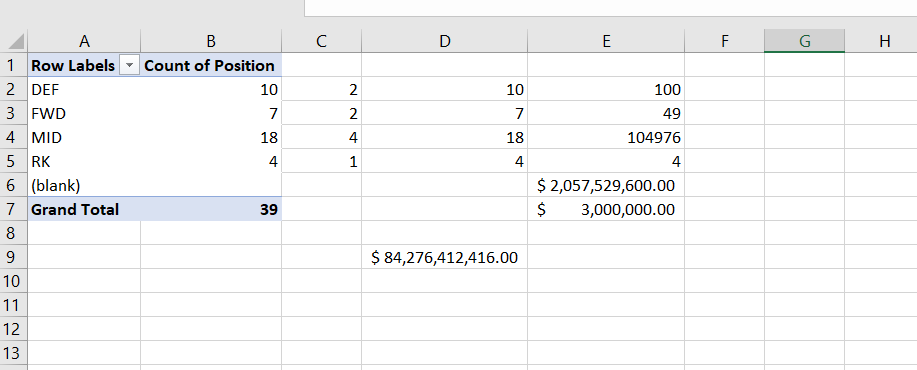 A B C D E F G H
1 Row Labels Count of Position
2 DEF 10 2 10 100
3 FWD 7 2 7 49
4 MID 18 4 18 104976
5 RK 4 1 4 4
6 (blank) $ 2,057,529,600.00
7 Grand Total 39 $ 3,000,000.00
8
9 $ 84,276,412,416.00
10
11
12
13